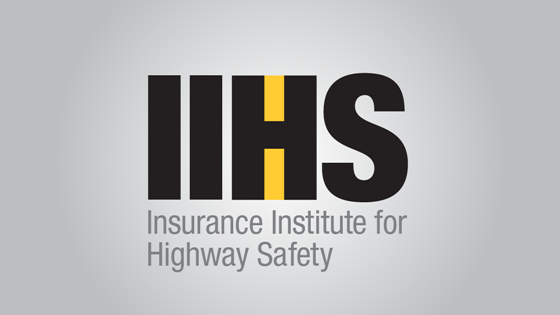 IIHS
Insurance Institute for
Highway Safety